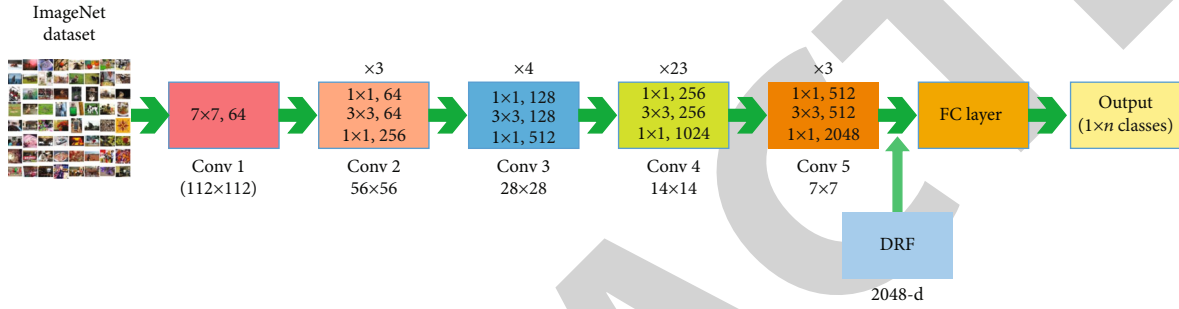 ImageNet
dataset
7×7, 64
Conv 1
(112×112)
×3
1×1, 64
3×3, 64
1×1, 256
Conv 2
56×56
×4
1×1, 128
3×3, 128
1×1, 512
Conv 3
28×28
×23
1×1, 256
3×3, 256
1×1, 1024
Conv 4
14×14
×3
1×1, 512
3×3, 512
1×1, 2048
Conv 5
7×7
FC layer
Output
(1×n classes)
DRF
2048-d